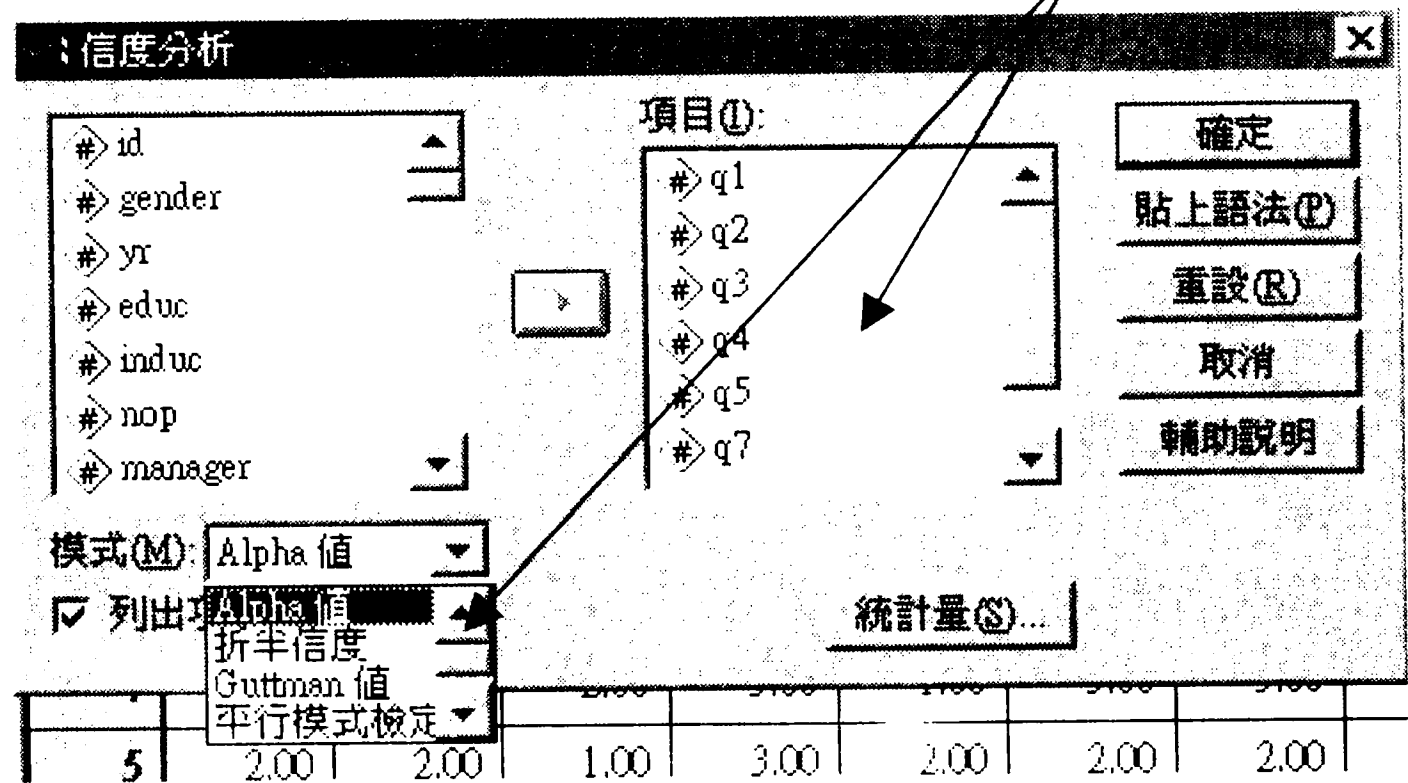 信度分析
項目(I):
id
gender
yr
educ
induc
nop
manager
q1
q2
q3
q4
q5
q7
確定
貼上語法(P)
重設(R)
取消
輔助說明
模式(M): Alpha 值
列出
Alpha 值
折半信度
Guttman 值
平行模式檢定
統計量(S)...
5 2.00 2.00 1.00 3.00 2.00 2.00 2.00